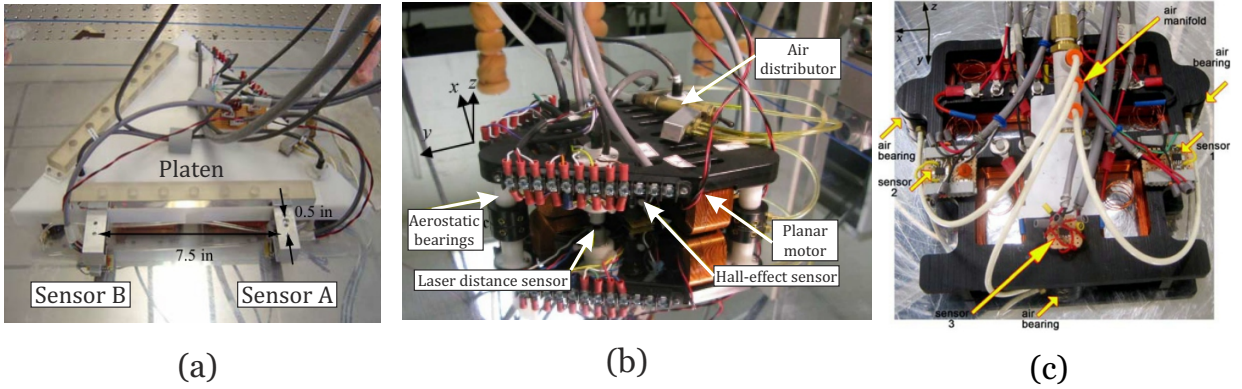 Platen
0.5 in
7.5 in
Sensor B
Sensor A
(a)
x
z
y
Air
distributor
Aerostatic
bearings
Planar
motor
Laser distance sensor
Hall-effect sensor
(b)
z
x
y
air
manifold
air
bearing
air
bearing
sensor
1
sensor
2
sensor
3
air
bearing
(c)